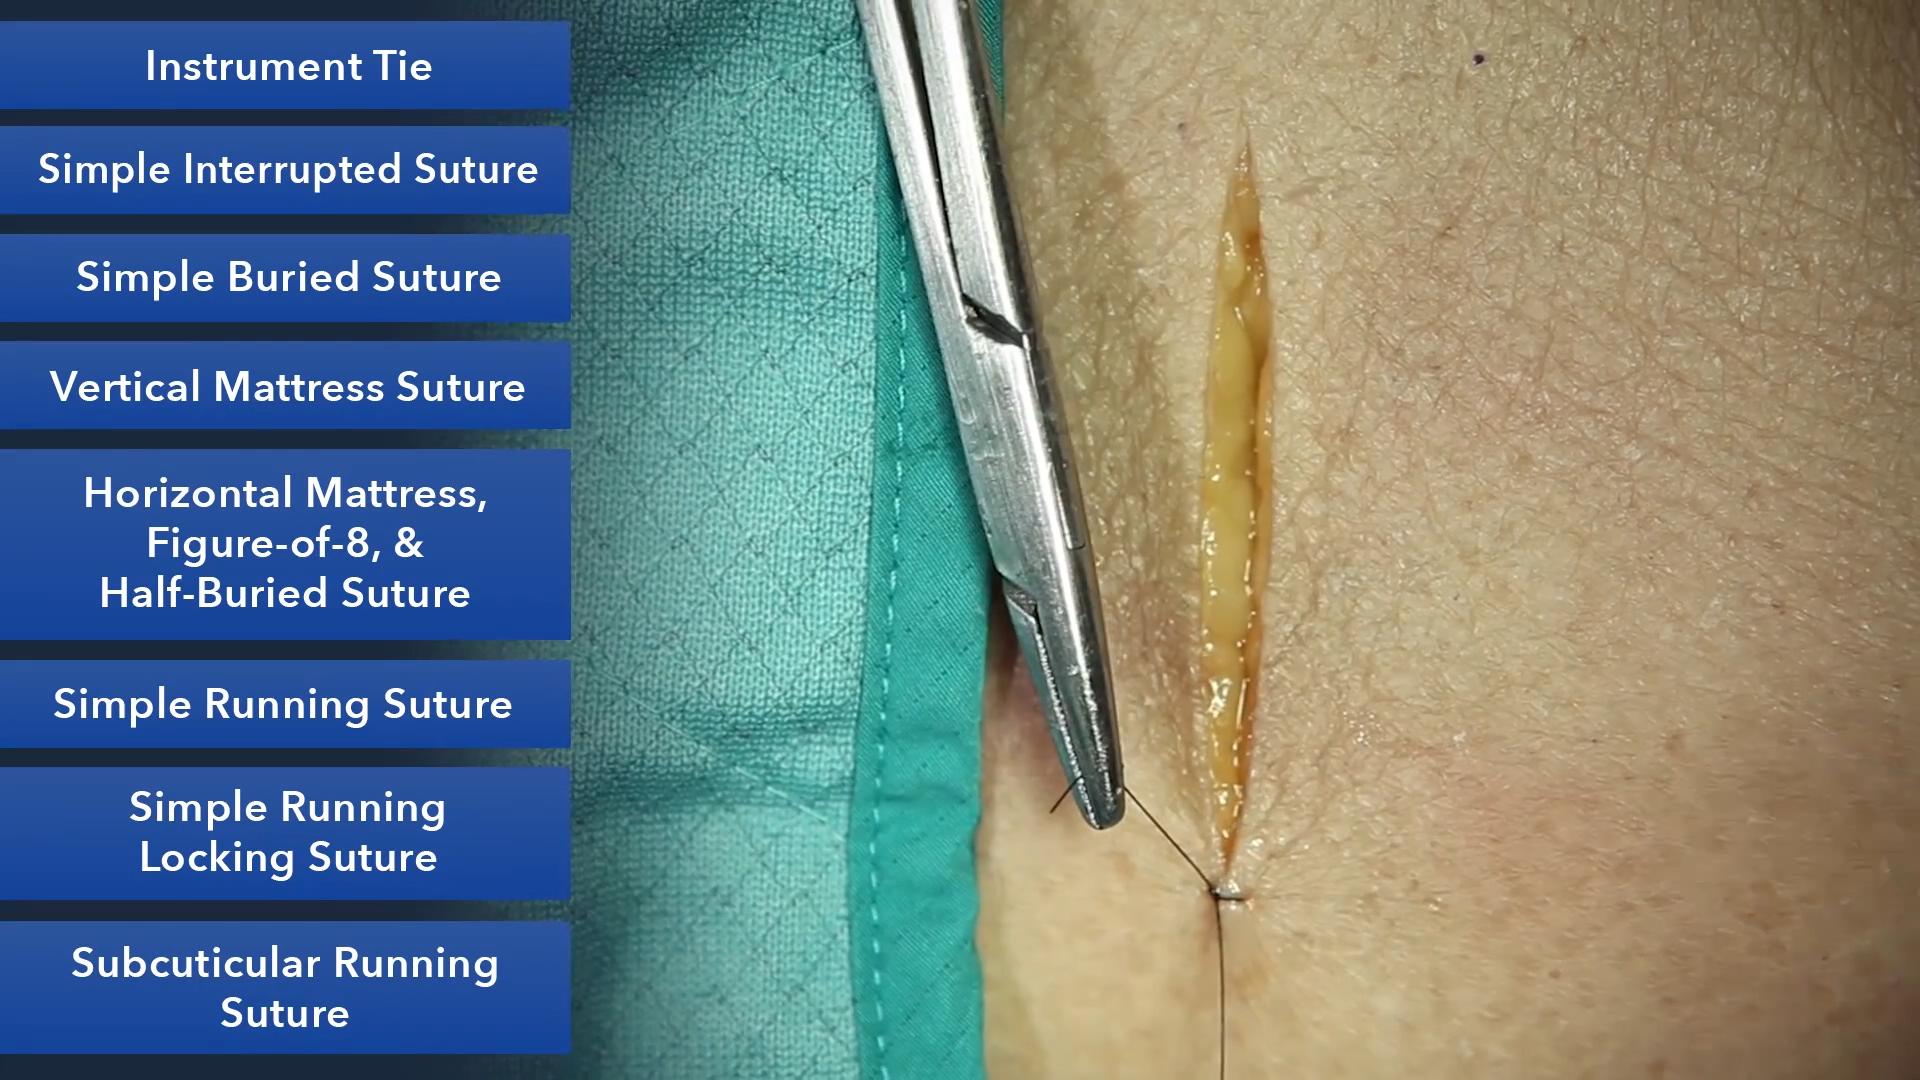 Instrument Tie
Simple Interrupted Suture
Simple Buried Suture
Vertical Mattress Suture
Horizontal Mattress,
Figure-of-8, &
Half-Buried Suture
Simple Running Suture
Simple Running
Locking Suture
Subcuticular Running
Suture